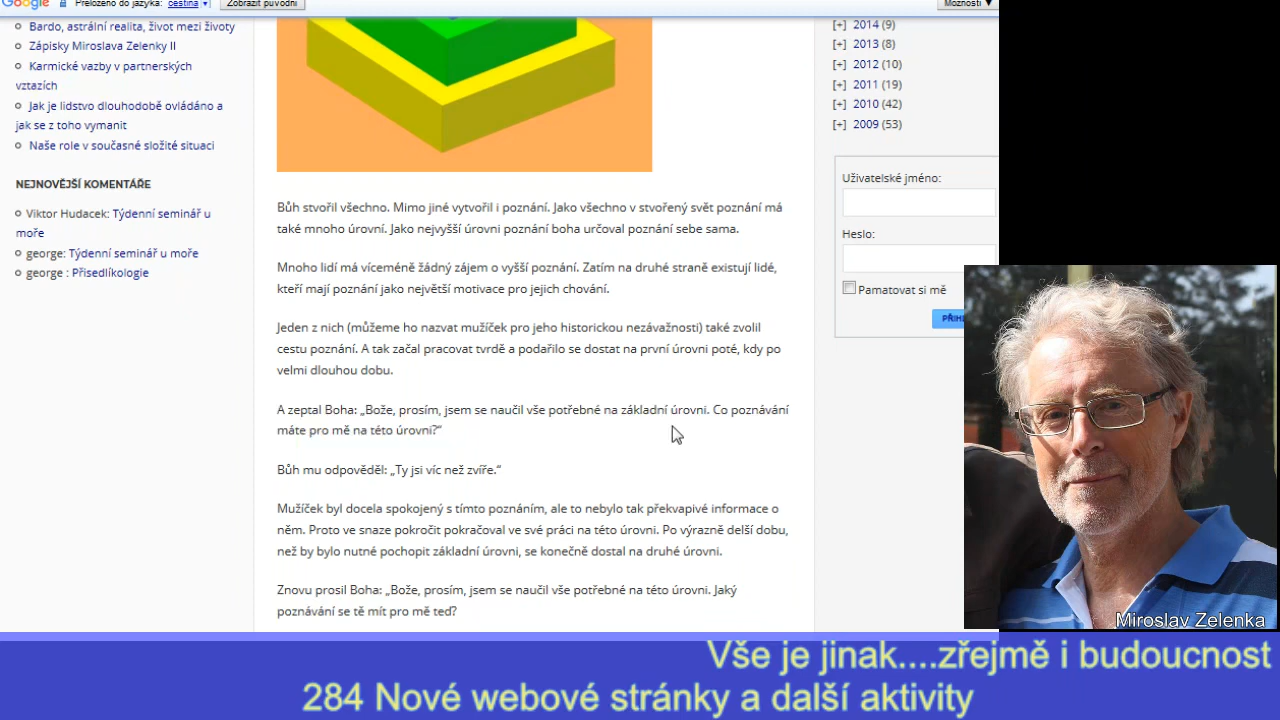 Google Přeloženo do jazyka: čeština Zobrazit původní Možnosti ▼
Bardo, astrální realita, život mezi životy
Zápisky Miroslava Zelenky II
Karmické vazby v partnerských
vztazích
Jak je lidstvo dlouhodobě ovládáno a
jak se z toho vymanit
Naše role v současné složité situaci
NEJNOVĚJŠÍ KOMENTÁŘE
Viktor Hudacek: Týdenní seminář u
moře
george: Týdenní seminář u moře
george : Přisedlíkologie
Bůh stvořil všechno. Mimo jiné vytvořil i poznání. Jako všechno v stvořený svět poznání má
také mnoho úrovní. Jako nejvyšší úrovni poznání boha určoval poznání sebe sama.
Mnoho lidí má víceméně žádný zájem o vyšší poznání. Zatím na druhé straně existují lidé,
kteří mají poznání jako největší motivace pro jejich chování.
Jeden z nich (můžeme ho nazvat mužíček pro jeho historickou nezávažnosti) také zvolil
cestu poznání. A tak začal pracovat tvrdě a podařilo se dostat na první úrovni poté, kdy po
velmi dlouhou dobu.
A zeptal Boha: „Bože, prosím, jsem se naučil vše potřebné na základní úrovni. Co poznávání
máte pro mě na této úrovni?“
Bůh mu odpověděl: „Ty jsi víc než zvíře.“
Mužíček byl docela spokojený s tímto poznáním, ale to nebylo tak překvapivé informace o
něm. Proto ve snaze pokročit pokračoval ve své práci na této úrovni. Po výrazně delší dobu,
než by bylo nutné pochopit základní úrovni, se konečně dostal na druhé úrovni.
Znovu prosil Boha: „Bože, prosím, jsem se naučil vše potřebné na této úrovni. Jaký
poznávání se tě mít pro mě teď?
[+] 2014 (9)
[+] 2013 (8)
[+] 2012 (10)
[+] 2011 (19)
[+] 2010 (42)
[+] 2009 (53)
Uživatelské jméno:
Heslo:
Pamatovat si mě
PŘIHL
Miroslav Zelenka
Vše je jinak....zřejmě i budoucnost
284 Nové webové stránky a další aktivity